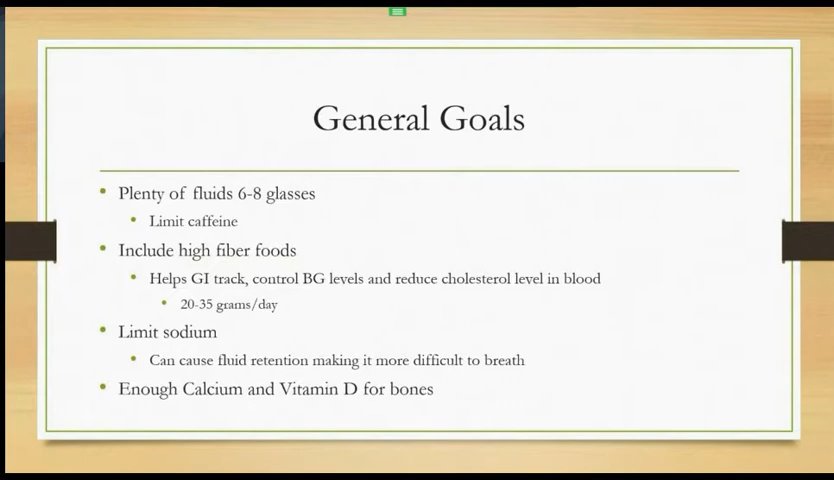 General Goals
Plenty of fluids 6-8 glasses
Limit caffeine
Include high fiber foods
Helps GI track, control BG levels and reduce cholesterol level in blood
20-35 grams/day
Limit sodium
Can cause fluid retention making it more difficult to breath
Enough Calcium and Vitamin D for bones